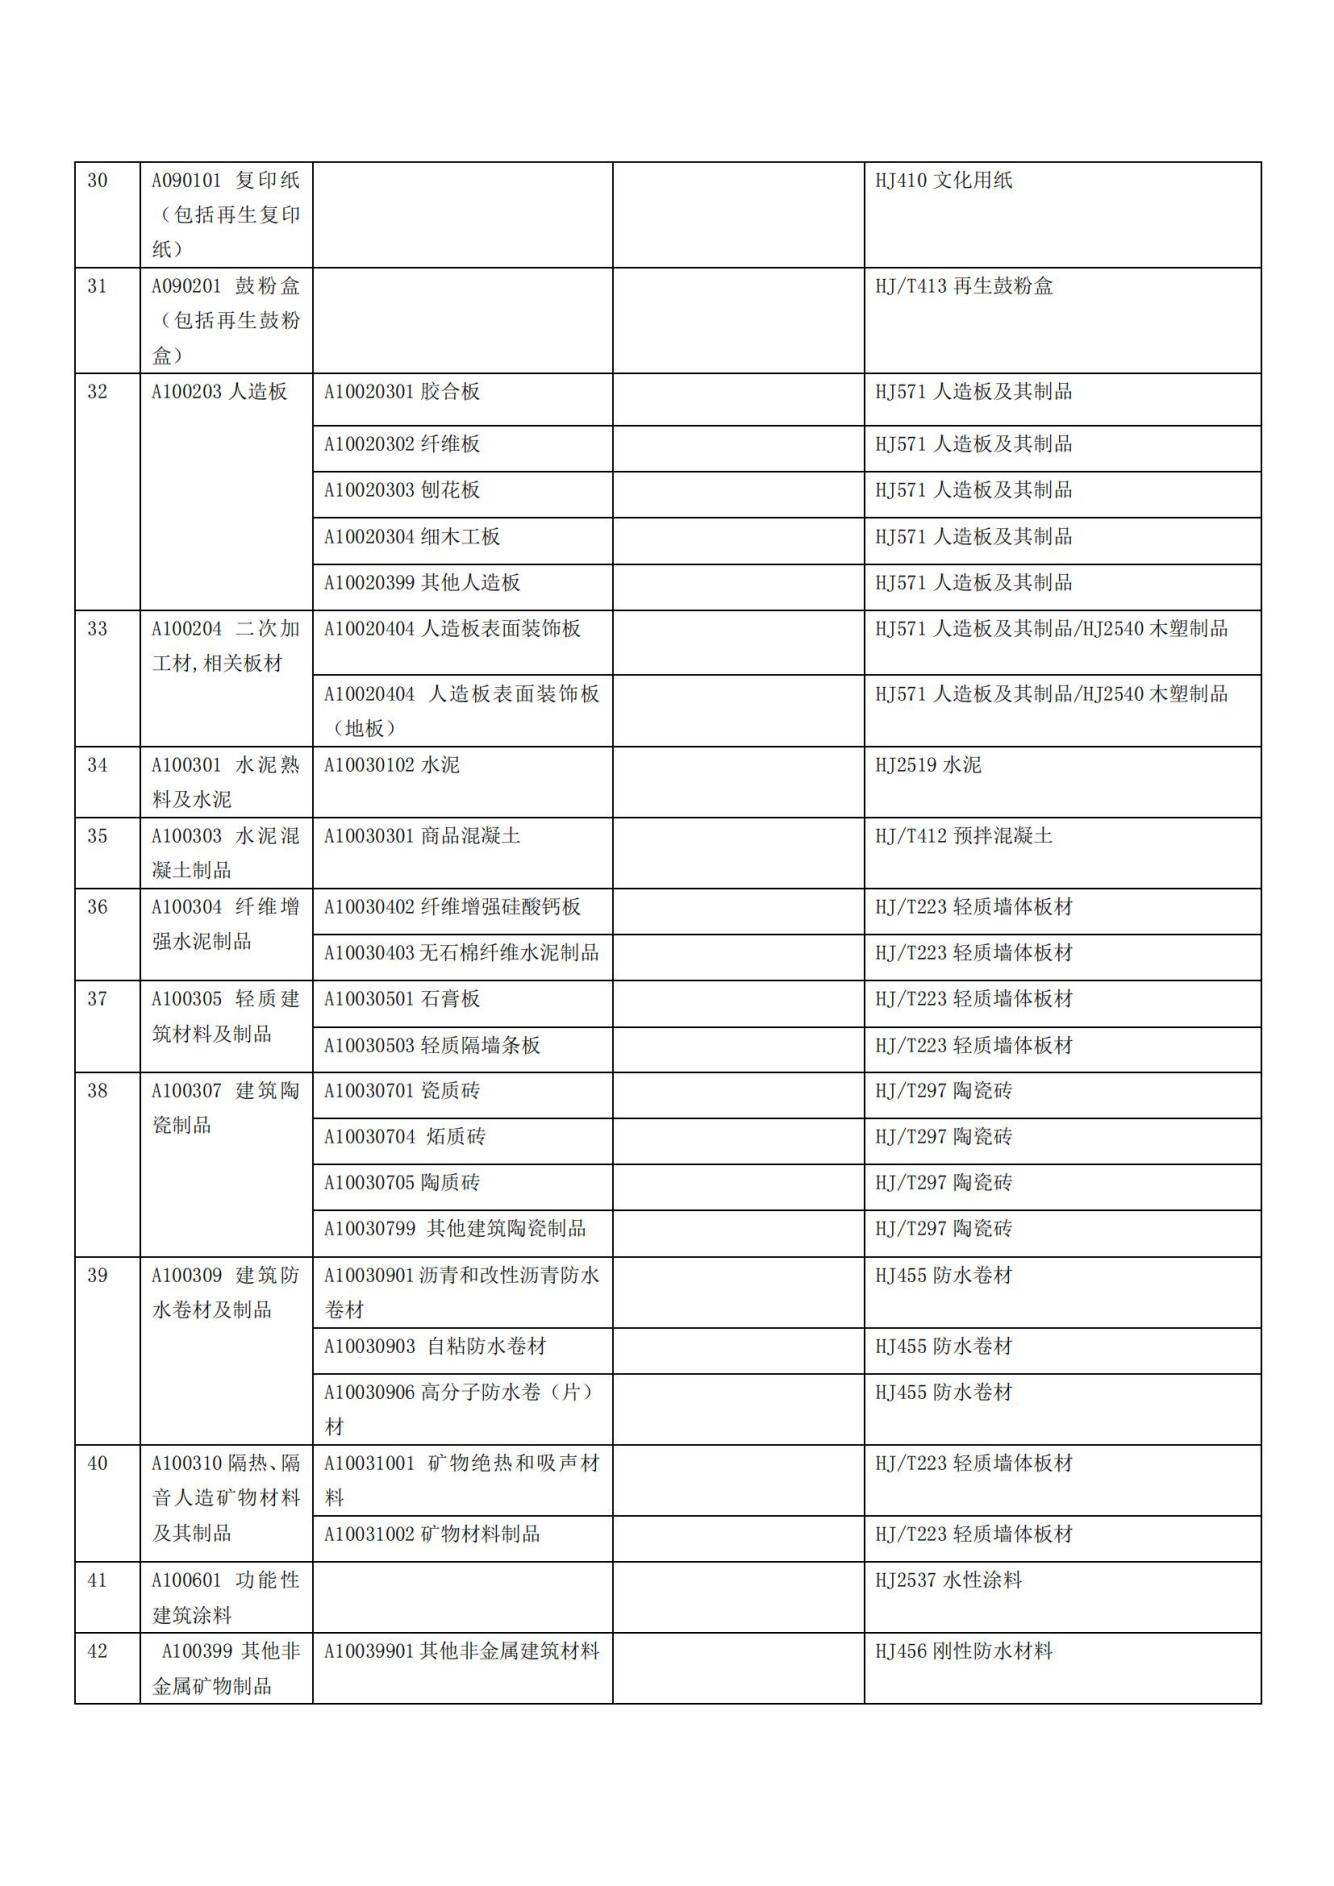 30 A090101 复印纸 HJ410 文化用纸
（包括再生复印
纸）
31 A090201 鼓粉盒 HJ/T413 再生鼓粉盒
（包括再生鼓粉
盒）
32 A100203 人造板 A10020301 胶合板 HJ571 人造板及其制品
A10020302 纤维板 HJ571 人造板及其制品
A10020303 刨花板 HJ571 人造板及其制品
A10020304 细木工板 HJ571 人造板及其制品
A10020399 其他人造板 HJ571 人造板及其制品
33 A100204 二次加 A10020404 人造板表面装饰板 HJ571 人造板及其制品/HJ2540 木塑制品
工材,相关板材
A10020404 人造板表面装饰板 HJ571 人造板及其制品/HJ2540 木塑制品
（地板）
34 A100301 水泥熟 A10030102 水泥 HJ2519 水泥
料及水泥
35 A100303 水泥混 A10030301 商品混凝土 HJ/T412 预拌混凝土
凝土制品
36 A100304 纤维增 A10030402 纤维增强硅酸钙板 HJ/T223 轻质墙体板材
强水泥制品
A10030403 无石棉纤维水泥制品 HJ/T223 轻质墙体板材
37 A100305 轻质建 A10030501 石膏板 HJ/T223 轻质墙体板材
筑材料及制品
A10030503 轻质隔墙条板 HJ/T223 轻质墙体板材
38 A100307 建筑陶 A10030701 瓷质砖 HJ/T297 陶瓷砖
瓷制品
A10030704 炻质砖 HJ/T297 陶瓷砖
A10030705 陶质砖 HJ/T297 陶瓷砖
A10030799 其他建筑陶瓷制品 HJ/T297 陶瓷砖
39 A100309 建筑防 A10030901 沥青和改性沥青防水 HJ455 防水卷材
水卷材及制品 卷材
A10030903 自粘防水卷材 HJ455 防水卷材
A10030906 高分子防水卷（片） HJ455 防水卷材
材
40 A100310 隔热、隔 A10031001 矿物绝热和吸声材 HJ/T223 轻质墙体板材
音人造矿物材料 料
及其制品 A10031002 矿物材料制品 HJ/T223 轻质墙体板材
41 A100601 功能性 HJ2537 水性涂料
建筑涂料
42 A100399 其他非 A10039901 其他非金属建筑材料 HJ456 刚性防水材料
金属矿物制品